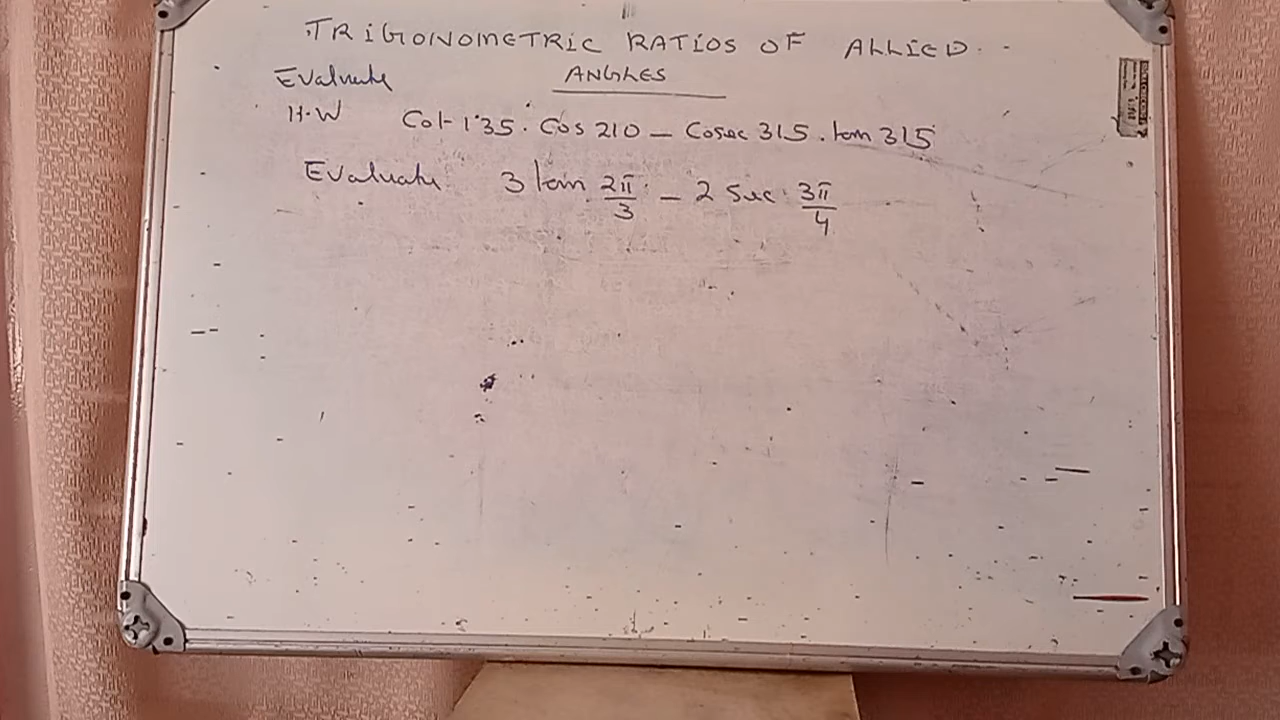 TRIGONOMETRIC RATIOS OF ALLIED
ANGLES
Evaluate
H.W Cot 135 . Cos 210 - Cosec 315 . tan 315
Evaluate 3 tan 2π/3 - 2 Sec 3π/4